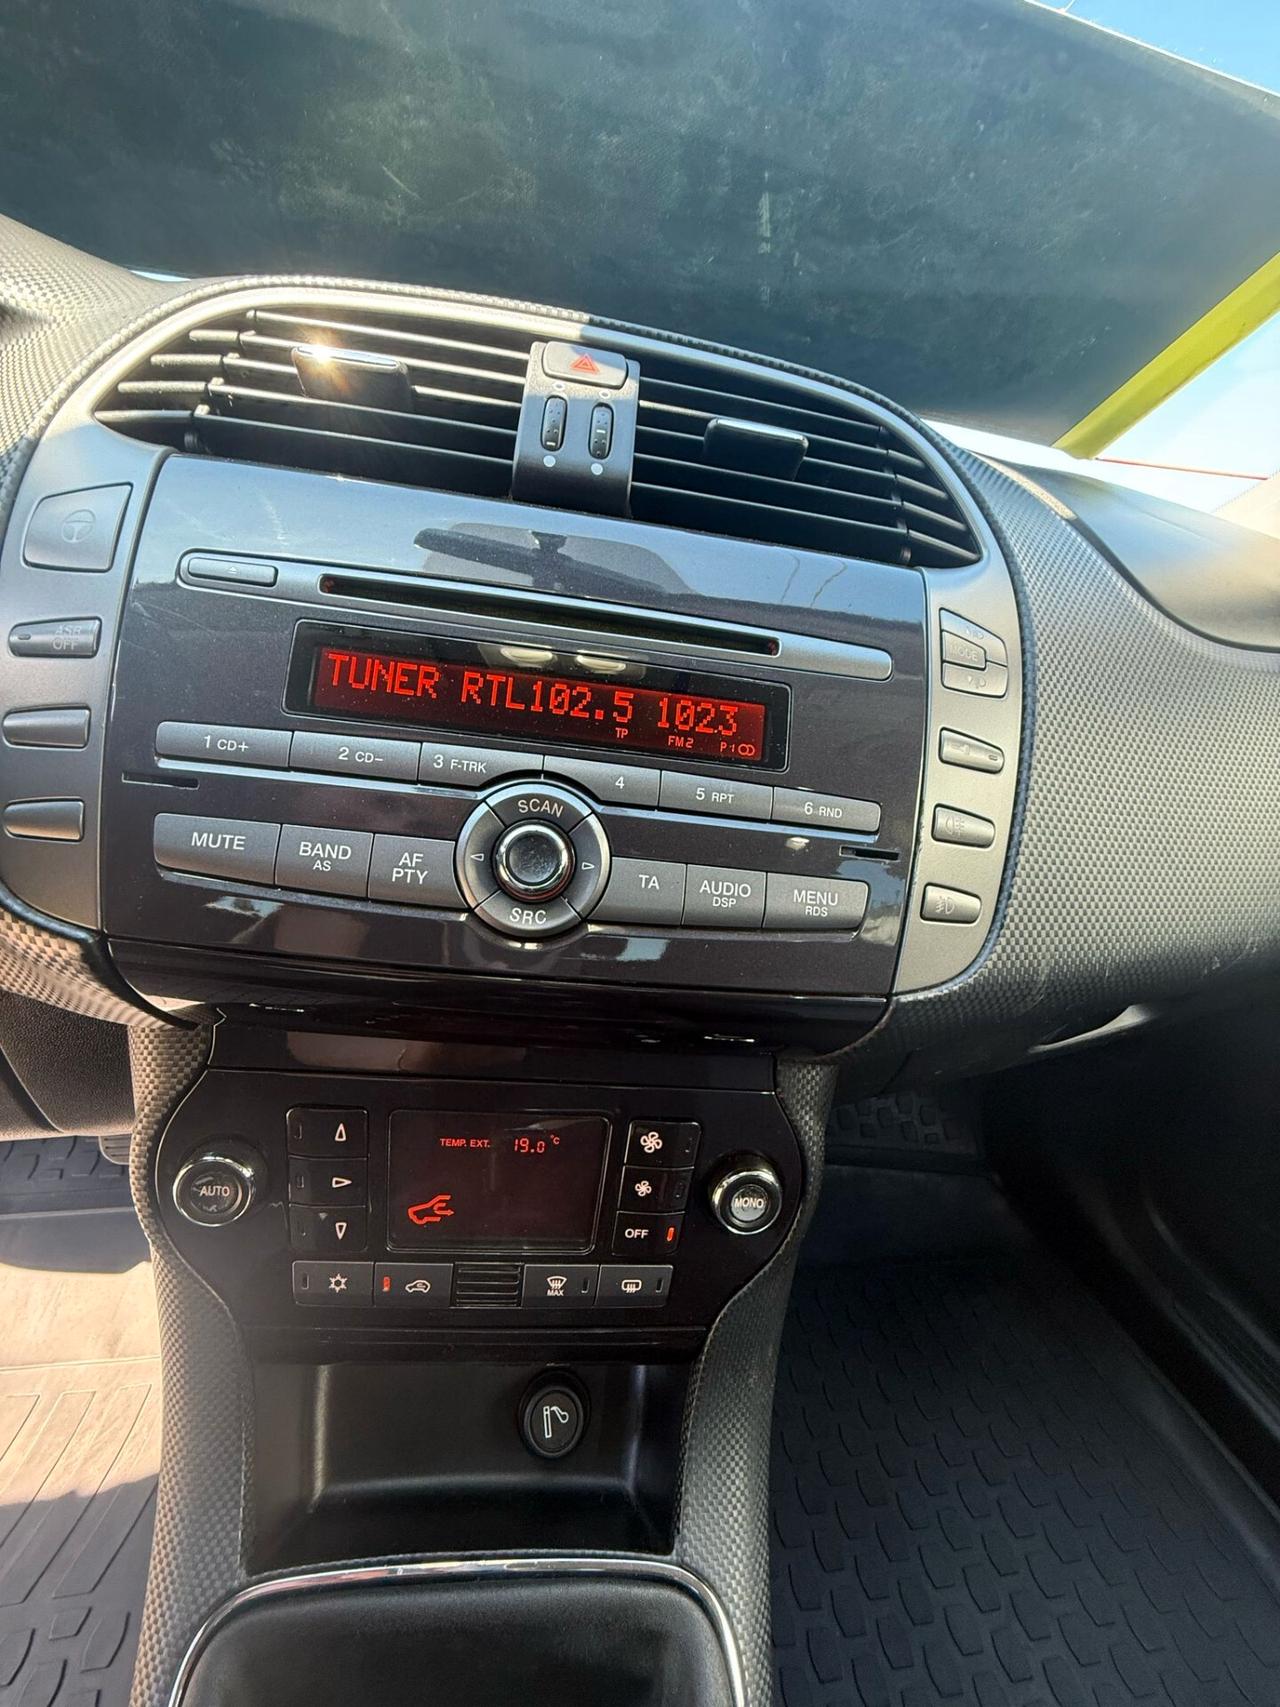 ASR
OFF
MODE
TUNER RTL102.5 1023
TP FM2 P1
1 CD+ 2 CD- 3 F-TRK 4 5 RPT 6 RND
SCAN
MUTE BAND AS AF PTY TA AUDIO DSP MENU RDS
SRC
TEMP. EXT. 19.0 °C
AUTO MONO
OFF
MAX